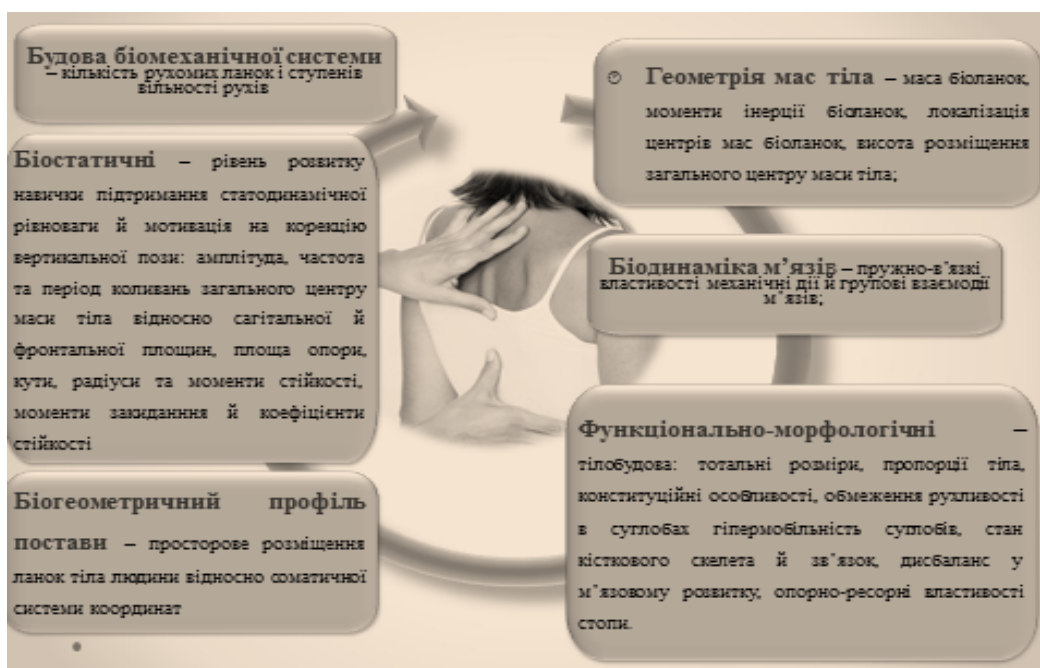 Будова біомеханічної системи
– кількість рухомих ланок і ступенів
вільності рухів
Біостатичні – рівень розвитку
навички підтримання статодинамічної
рівноваги й мотивація на корекцію
вертикальної пози: амплітуда, частота
та період коливань загального центру
маси тіла відносно сагітальної й
фронтальної площин, площа опори,
кути, радіуси та моменти стійкості,
моменти закиданння й коефіцієнти
стійкості
Біогеометричний профіль
постави – просторове розміщення
ланок тіла людини відносно соматичної
системи координат
Геометрія мас тіла – маса біоланок,
моменти інерції біоланок, локалізація
центрів мас біоланок, висота розміщення
загального центру маси тіла;
Біодинаміка м’язів – пружно-в’язкі
властивості механічні дії й групові взаємодії
м’язів;
Функціонально-морфологічні –
тілобудова: тотальні розміри, пропорції тіла,
конституційні особливості, обмеження рухливості
в суглобах гіпермобільність суглобів, стан
кісткового скелета й зв’язок, дисбаланс у
м’язовому розвитку, опорно-ресорні властивості
стопи.